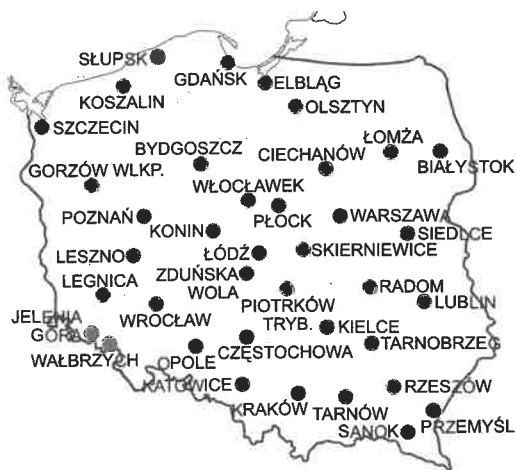 SŁUPSK
GDAŃSK
ELBLĄG
KOSZALIN
OLSZTYN
SZCZECIN
ŁOMŻA
BYDGOSZCZ
CIECHANÓW
BIAŁYSTOK
GORZÓW WLKP.
WŁOCŁAWEK
POZNAŃ
PŁOCK
WARSZAWA
KONIN
SIEDLCE
LESZNO
ŁÓDŹ
SKIERNIEWICE
LEGNICA
ZDUŃSKA
WOLA
RADOM
PIOTRKÓW
TRYB.
LUBLIN
JELENIA
GÓRA
WROCŁAW
KIELCE
WAŁBRZYCH
OPOLE
CZĘSTOCHOWA
TARNOBRZEG
KATOWICE
RZESZÓW
KRAKÓW
TARNÓW
PRZEMYŚL
SANOK